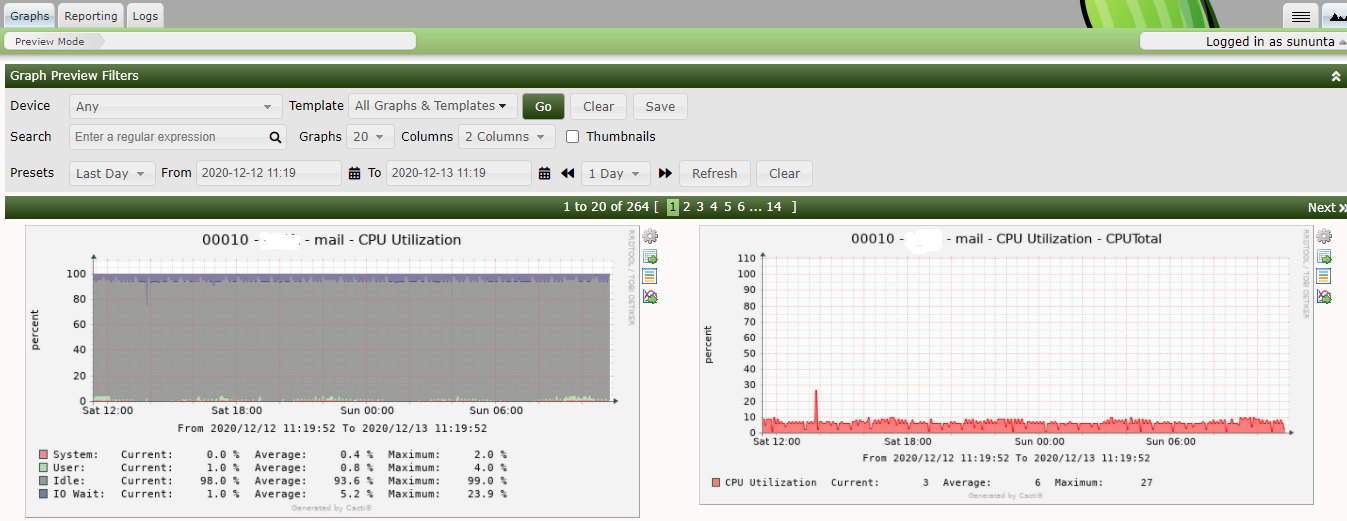 Graphs Reporting Logs
Preview Mode
Logged in as sununta
Graph Preview Filters
Device Any Template All Graphs & Templates Go Clear Save
Search Enter a regular expression Graphs 20 Columns 2 Columns Thumbnails
Presets Last Day From 2020-12-12 11:19 To 2020-12-13 11:19 1 Day Refresh Clear
1 to 20 of 264 [ 1 2 3 4 5 6 ... 14 ]
Next
00010 - - mail - CPU Utilization
RRDTOOL / TOBI OETIKER
percent
100
80
60
40
20
0
Sat 12:00 Sat 18:00 Sun 00:00 Sun 06:00
From 2020/12/12 11:19:52 To 2020/12/13 11:19:52
System: Current: 0.0 % Average: 0.4 % Maximum: 2.0 %
User: Current: 1.0 % Average: 0.8 % Maximum: 4.0 %
Idle: Current: 98.0 % Average: 93.6 % Maximum: 99.0 %
IO Wait: Current: 1.0 % Average: 5.2 % Maximum: 23.9 %
Generated by Cacti®
00010 - - mail - CPU Utilization - CPUTotal
RRDTOOL / TOBI OETIKER
percent
110
100
90
80
70
60
50
40
30
20
10
0
Sat 12:00 Sat 18:00 Sun 00:00 Sun 06:00
From 2020/12/12 11:19:52 To 2020/12/13 11:19:52
CPU Utilization Current: 3 Average: 6 Maximum: 27
Generated by Cacti®